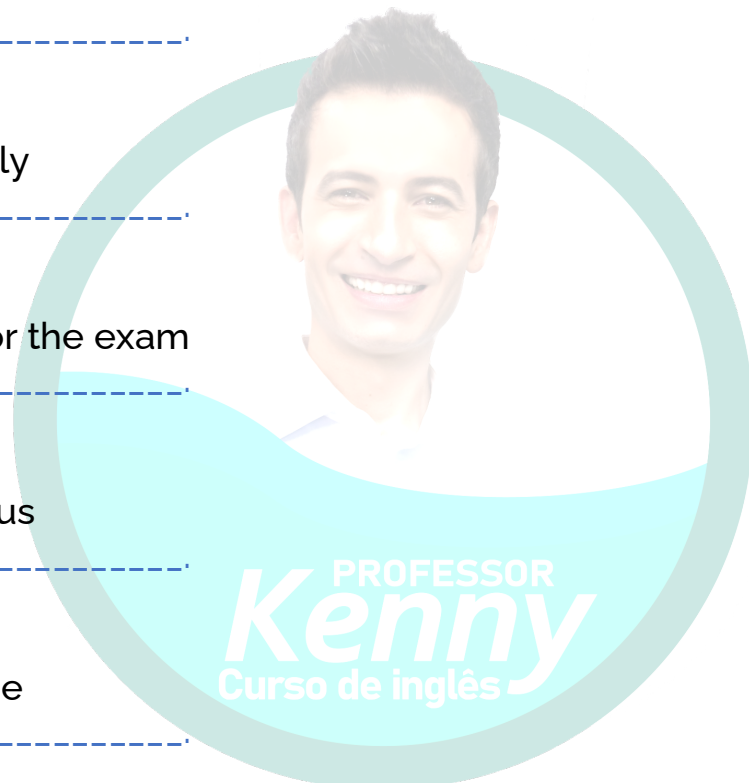 ly
or the exam
us
e
PROFESSOR
Kenny
Curso de inglês